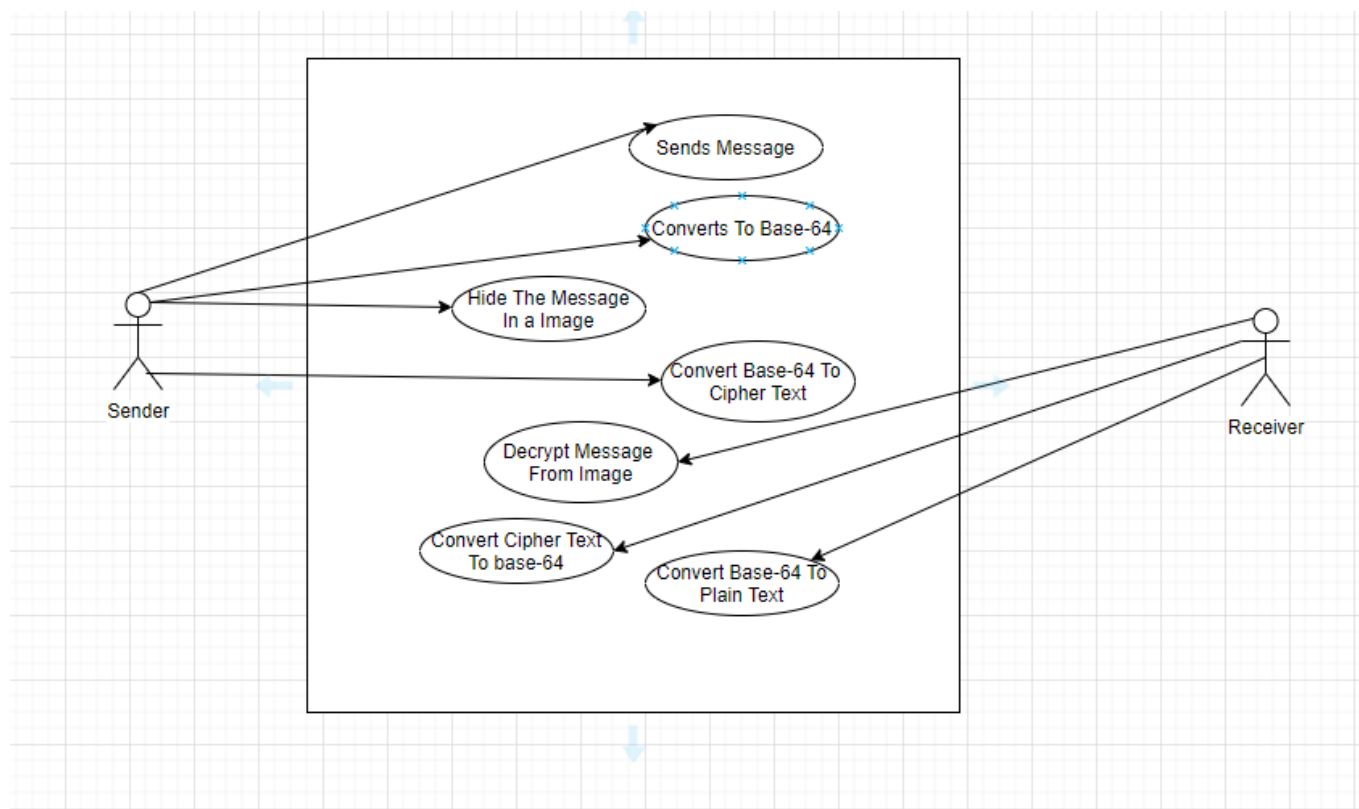 Sends Message
Converts To Base-64
Hide The Message
In a Image
Convert Base-64 To
Cipher Text
Sender
Receiver
Decrypt Message
From Image
Convert Cipher Text
To base-64
Convert Base-64 To
Plain Text